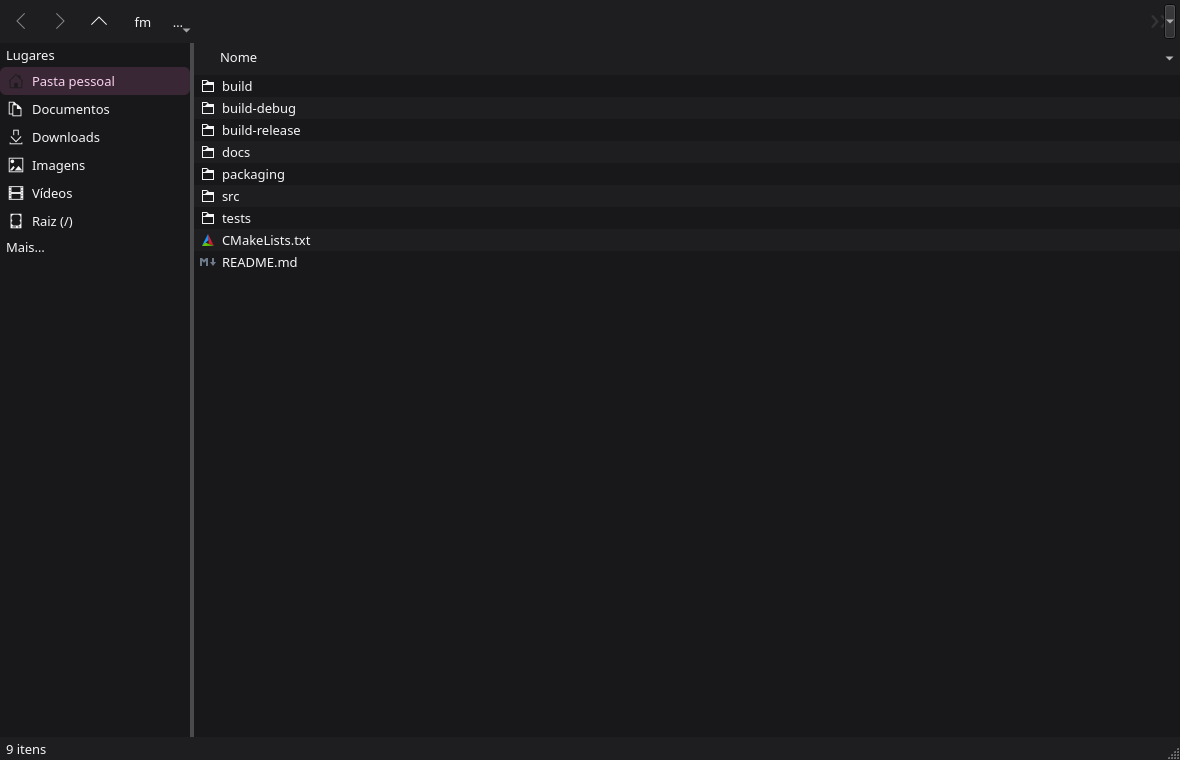 fm ...
Lugares
Pasta pessoal
Documentos
Downloads
Imagens
Vídeos
Raiz (/)
Mais...
Nome
build
build-debug
build-release
docs
packaging
src
tests
CMakeLists.txt
README.md
9 itens